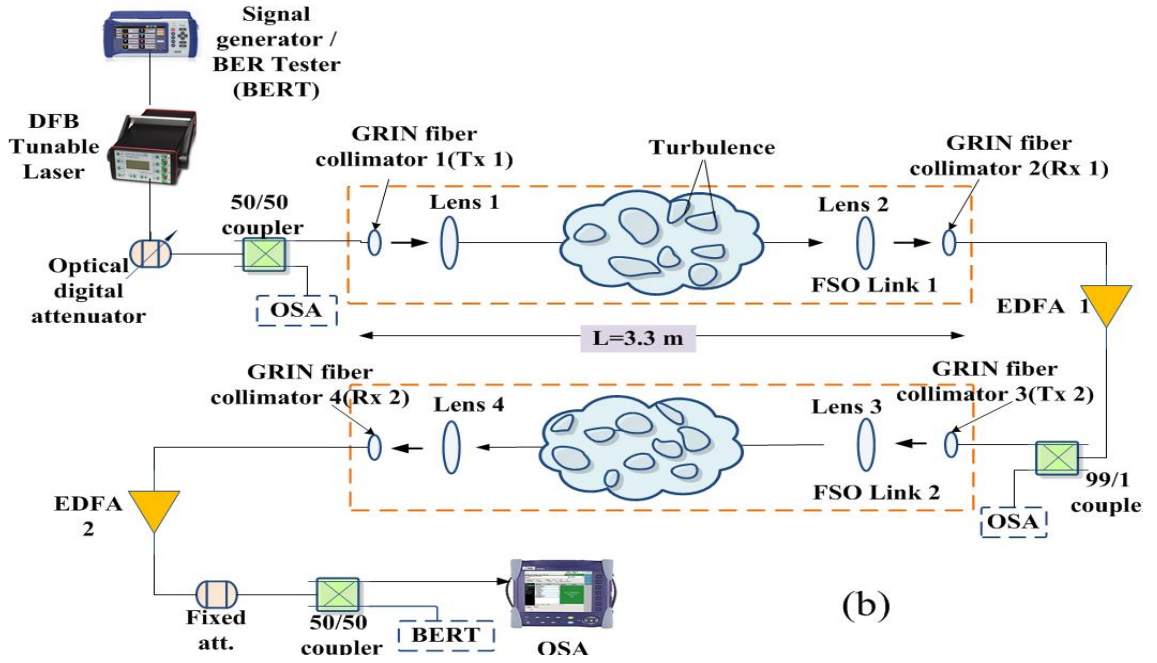 Signal
generator /
BER Tester
(BERT)
DFB
Tunable
Laser
GRIN fiber
collimator 1(Tx 1)
Turbulence
GRIN fiber
collimator 2(Rx 1)
50/50
coupler
Lens 1
Lens 2
Optical
digital
attenuator
OSA
FSO Link 1
EDFA 1
L=3.3 m
GRIN fiber
collimator 4(Rx 2)
Lens 4
Lens 3
GRIN fiber
collimator 3(Tx 2)
FSO Link 2
99/1
couple
OSA
EDFA
2
Fixed
att.
50/50
coupler
BERT
OSA
(b)